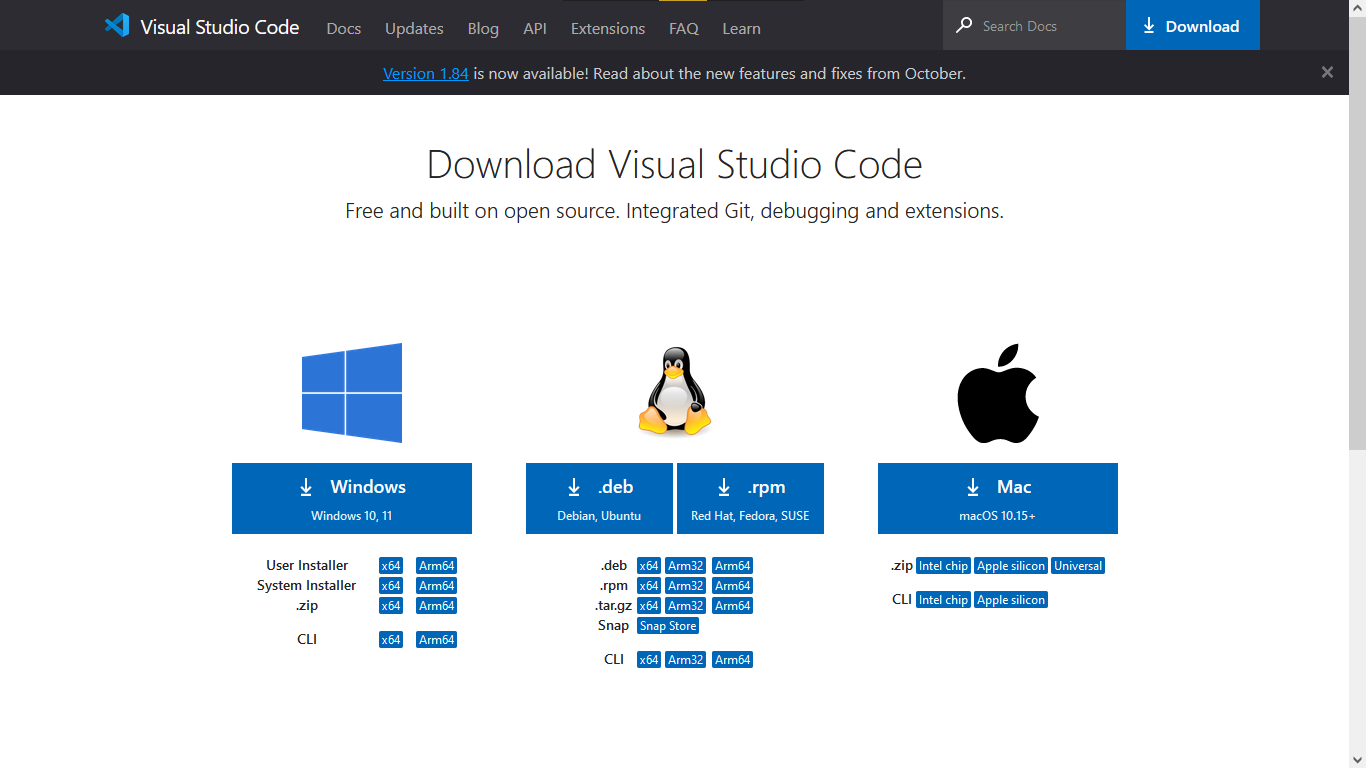 Visual Studio Code Docs Updates Blog API Extensions FAQ Learn Search Docs Download
Version 1.84 is now available! Read about the new features and fixes from October.
Download Visual Studio Code
Free and built on open source. Integrated Git, debugging and extensions.
Windows
Windows 10, 11
User Installer x64 Arm64
System Installer x64 Arm64
.zip x64 Arm64
CLI x64 Arm64
.deb
Debian, Ubuntu
.rpm
Red Hat, Fedora, SUSE
.deb x64 Arm32 Arm64
.rpm x64 Arm32 Arm64
.tar.gz x64 Arm32 Arm64
Snap Snap Store
CLI x64 Arm32 Arm64
Mac
macOS 10.15+
.zip Intel chip Apple silicon Universal
CLI Intel chip Apple silicon